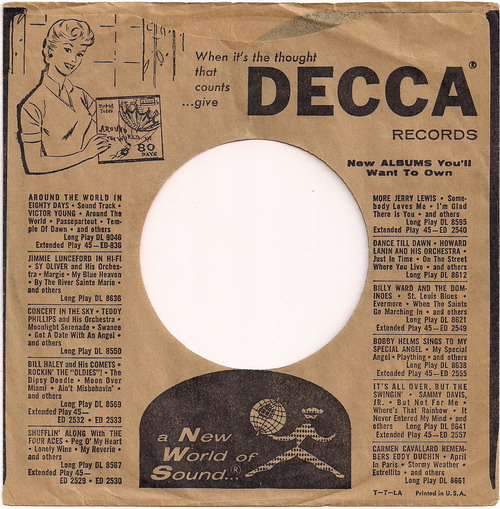 When it's the thought
that
counts
...give
DECCA®
RECORDS
AROUND
80
DAYS
New ALBUMS You'll
Want To Own
AROUND THE WORLD IN
EIGHTY DAYS • Sound Track •
VICTOR YOUNG • Around The
World • Passepartout • Tem-
ple Of Dawn • and others
Long Play DL 9046
Extended Play 45—ED-836
JIMMIE LUNCEFORD IN HI-FI
• SY OLIVER and His Orches-
tra • Margie • My Blue Heaven
• By The River Sainte Marie •
and others
Long Play DL 8636
CONCERT IN THE SKY • TEDDY
PHILLIPS and His Orchestra •
Moonlight Serenade • Swanee
• Got A Date With An Angel •
and others
Long Play DL 8550
BILL HALEY and His COMETS •
ROCKIN' THE "OLDIES"! • The
Dipsy Doodle • Moon Over
Miami • Ain't Misbehavin' •
and others
Long Play DL 8569
Extended Play 45—
ED 2532 • ED 2533
SHUFFLIN' ALONG With THE
FOUR ACES • Peg O' My Heart
• Lonely Wine • My Reverie •
and others
Long Play DL 8567
Extended Play 45—
ED 2529 • ED 2530
MORE JERRY LEWIS • Some-
body Loves Me • I'm Glad
There Is You • and others
Long Play DL 8595
Extended Play 45—ED 2540
DANCE TILL DAWN • HOWARD
LANIN AND HIS ORCHESTRA •
Just In Time • On The Street
Where You Live • and others
Long Play DL 8612
BILLY WARD AND THE DOM-
INOES • St. Louis Blues •
Evermore • When The Saints
Go Marching In • and others
Long Play DL 8621
Extended Play 45—ED 2549
BOBBY HELMS SINGS TO MY
SPECIAL ANGEL • My Special
Angel • Plaything • and others
Long Play DL 8638
Extended Play 45—ED 2555
IT'S ALL OVER, BUT THE
SWINGIN' • SAMMY DAVIS,
JR. • But Not For Me •
Where's That Rainbow • It
Never Entered My Mind • and
others Long Play DL 8641
Extended Play 45—ED 2557
CARMEN CAVALLARO REMEM-
BERS EDDY DUCHIN • April
In Paris • Stormy Weather •
Estrellita • and others
Long Play DL 8661
a New
World of
Sound...®
T-T-LA Printed in U.S.A.